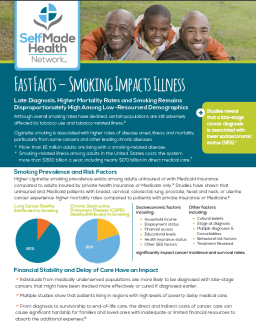 SelfMade
Health
Network
FAST FACTS – SMOKING IMPACTS ILLNESS
Late Diagnosis, Higher Mortality Rates and Smoking Remains
Disproportionately High Among Low-Resourced Demographics
Although overall smoking rates have declined, certain populations are still adversely
affected by tobacco use and tobacco-related illness.
Cigarette smoking is associated with higher rates of disease onset, illness and mortality,
particularly from some cancers and other leading chronic diseases.
More than 16 million adults are living with a smoking-related disease.
Smoking-related illness among adults in the United States costs the system
more than $300 billion a year, including nearly $170 billion in direct medical care.
Studies reveal
that a late-stage
cancer diagnosis
is associated with
lower socioeconomic
status (SES).
Smoking Prevalence and Risk Factors
Higher cigarette smoking prevalence exists among adults uninsured or with Medicaid insurance
compared to adults insured by private health insurance or Medicare only. Studies have shown that
uninsured and Medicaid patients with breast, cervical, colorectal, lung, prostate, head and neck, or uterine
cancer experience higher mortality rates compared to patients with private insurance or Medicare.
Lung Cancer Deaths
Attributed to Smoking
Chronic Obstructive
Pulmonary Disease (COPD)
Deaths Attributed to Smoking
80%
80%
Socioeconomic factors
including:
Household income
Employment status
Financial access
Educational levels
Health insurance status
Other SES factors
Other factors
including:
Cultural beliefs
Stage at diagnosis
Multiple diagnoses &
Comorbidities
Behavioral risk factors
Treatment Received
significantly impact cancer incidence and survival rates.
Financial Stability and Delay of Care Have an Impact
Individuals from medically underserved populations are more likely to be diagnosed with late-stage
cancers that might have been treated more effectively or cured if diagnosed earlier.
Multiple studies show that patients living in regions with high levels of poverty delay medical care.
From diagnosis to survivorship to end-of-life care, the direct and indirect costs of cancer care can
cause significant hardship for families and loved ones with inadequate or limited financial resources to
absorb the additional expenses.